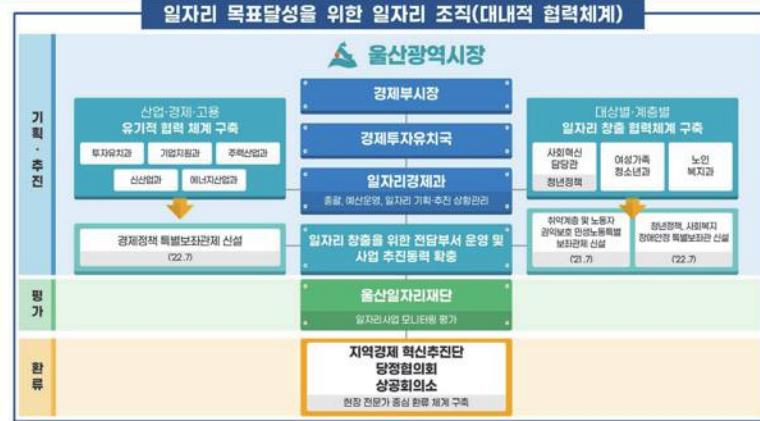 일자리 목표달성을 위한 일자리 조직(대내적 협력체계)
울산광역시장
기획·추진
산업·경제·고용
유기적 협력 체계 구축
투자유치과
기업지원과
주력산업과
신산업과
에너지산업과
경제정책 특별보좌관제 신설
('22.7)
경제부시장
경제투자유치국
일자리경제과
총괄, 예산운영, 일자리 기획·추진 상황관리
일자리 창출을 위한 전담부서 운영 및
사업 추진동력 확충
대상별·계층별
일자리 창출 협력체계 구축
사회혁신
담당관
청년정책
여성가족
청소년과
노인
복지과
취약계층 및 노동자
권익보호 민생노동특별
보좌관제 신설
('21.7)
청년정책, 사회복지
장애인정 특별보좌관 신설
('22.7)
평가
울산일자리재단
일자리사업 모니터링 평가
환류
지역경제 혁신추진단
당정협의회
상공회의소
현장 전문가 중심 환류 체계 구축